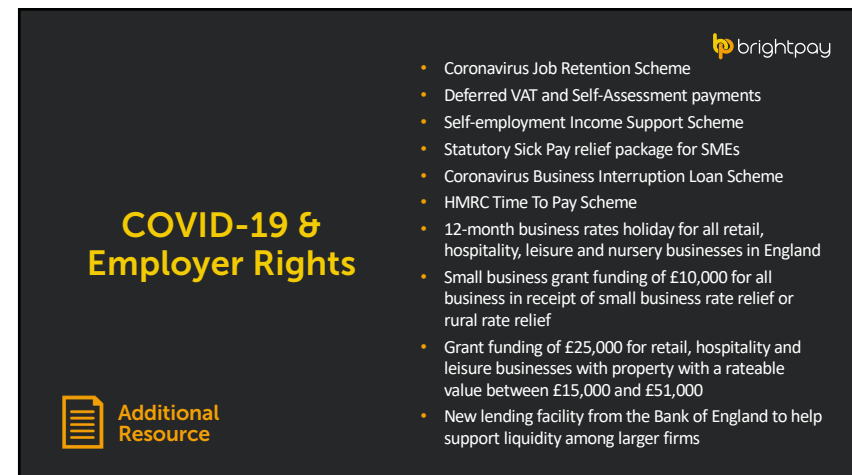 brightpay
COVID-19 &
Employer Rights
• Coronavirus Job Retention Scheme
• Deferred VAT and Self-Assessment payments
• Self-employment Income Support Scheme
• Statutory Sick Pay relief package for SMEs
• Coronavirus Business Interruption Loan Scheme
• HMRC Time To Pay Scheme
• 12-month business rates holiday for all retail,
hospitality, leisure and nursery businesses in England
• Small business grant funding of £10,000 for all
business in receipt of small business rate relief or
rural rate relief
• Grant funding of £25,000 for retail, hospitality and
leisure businesses with property with a rateable
value between £15,000 and £51,000
• New lending facility from the Bank of England to help
support liquidity among larger firms
Additional
Resource